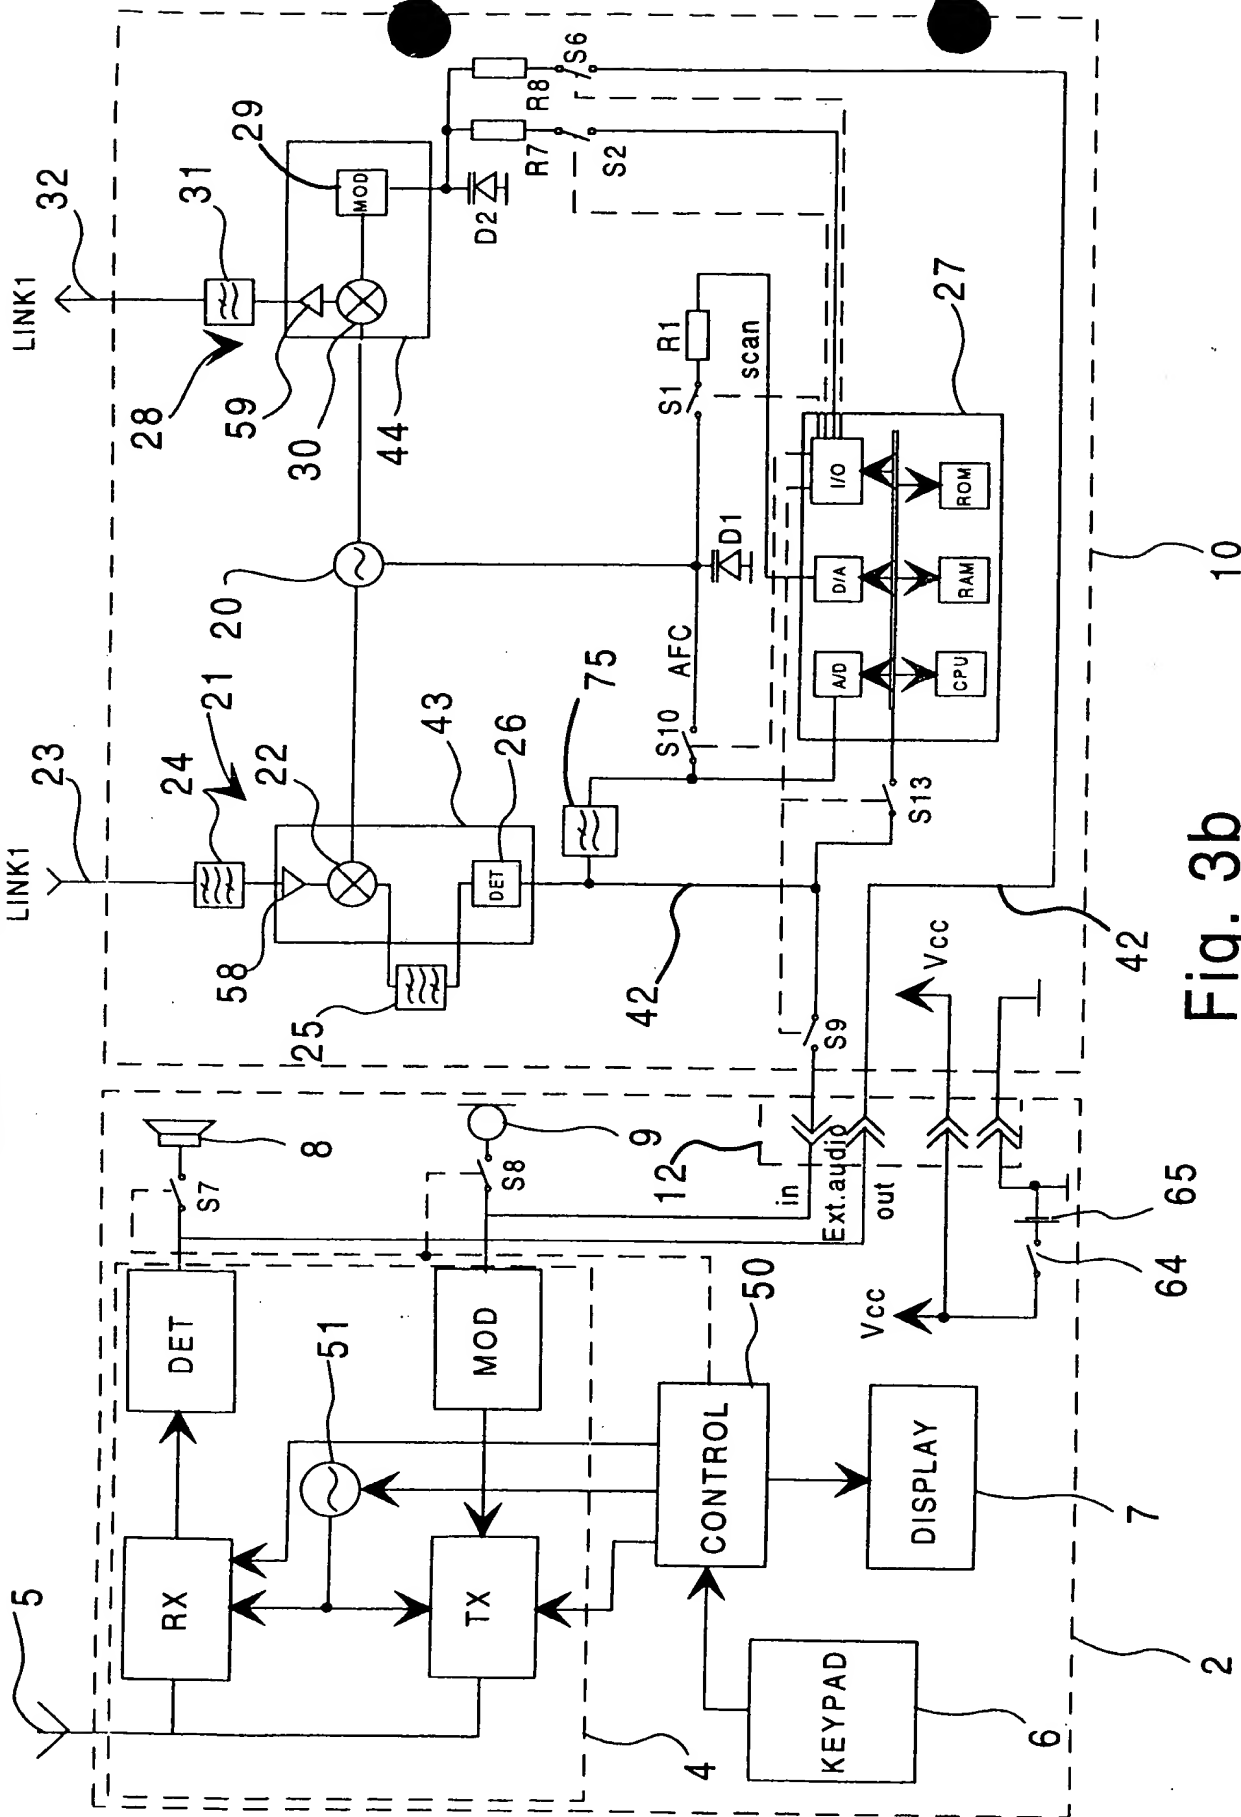 LINK1
32
31
29
28
59
30
44
D2
R7
R8
S6
S2
MOD
20
LINK1
23
24
21
22
43
26
75
58
25
DET
42
S10
AFC
S1
R1
scan
D1
27
I/O
D/A
A/D
ROM
RAM
CPU
S13
S9
42
Vcc
10
Fig. 3b
8
S7
9
S8
12
in
Ext.audio
out
65
64
Vcc
DET
MOD
51
50
RX
TX
CONTROL
DISPLAY
7
KEYPAD
6
5
4
2